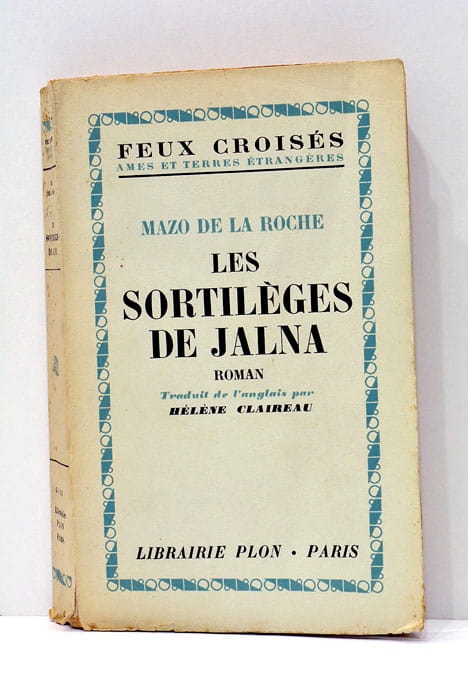 FEUX CROISÉS
AMES ET TERRES ÉTRANGÈRES
MAZO DE LA ROCHE
LES
SORTILÈGES
DE JALNA
ROMAN
Traduit de l'anglais par
HÉLÈNE CLAIREAU
LIBRAIRIE PLON • PARIS